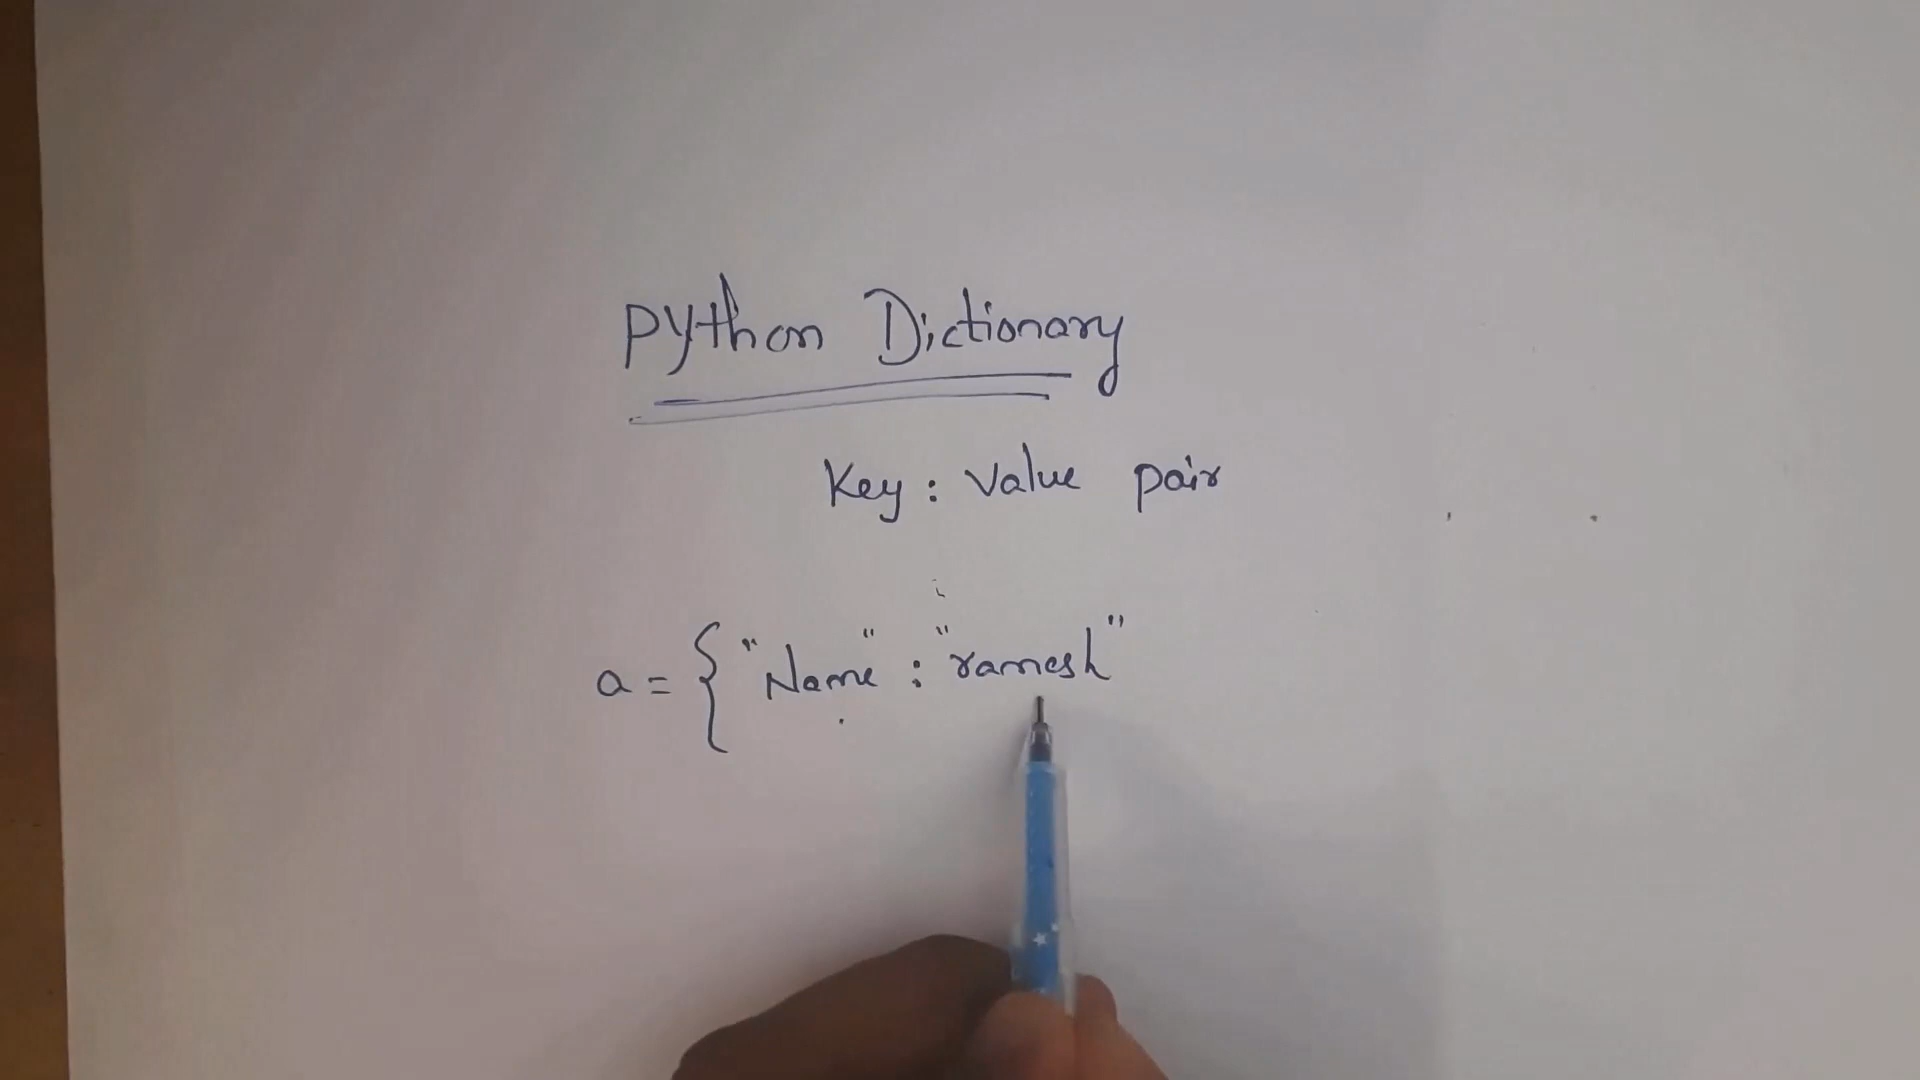 Python Dictionary
Key : Value pair
a = { "Name" : "ramesh"